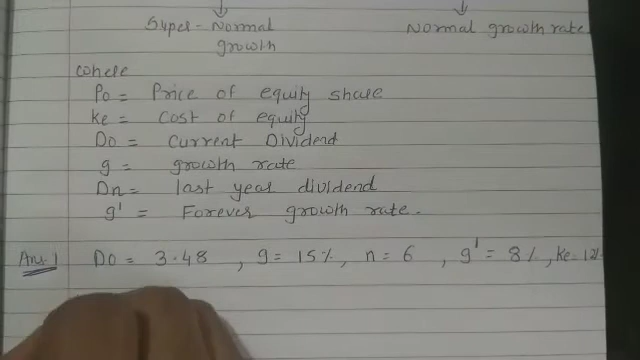 Super-Normal growth
Normal growth rate
where
Po = Price of equity share
Ke = Cost of equity
Do = Current Dividend
g = growth rate
Dn = last year dividend
g' = Forever growth rate.
Ans.1 Do = 3.48 , g = 15% , n = 6 , g' = 8% , Ke = 12%